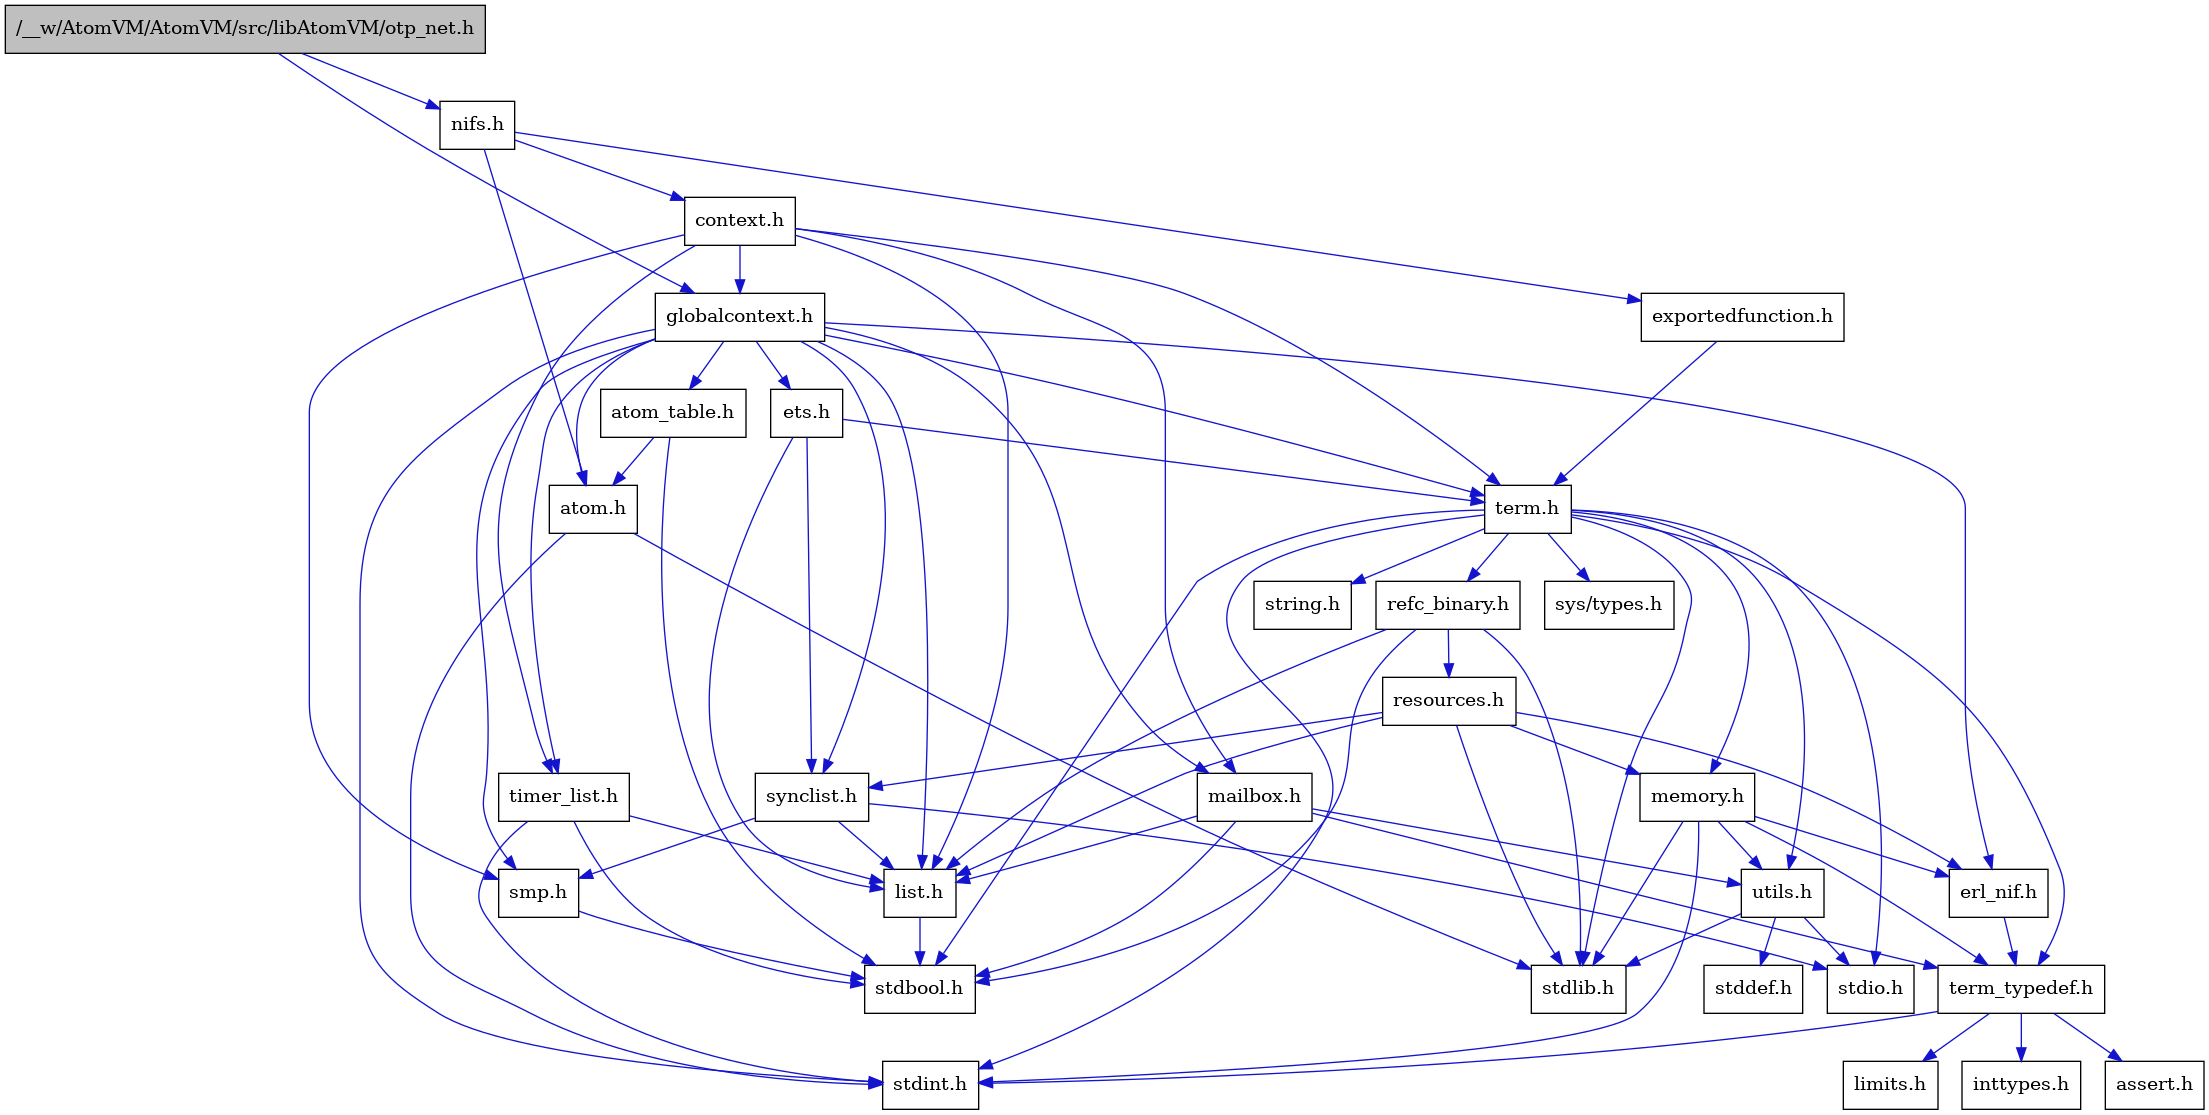 /__w/AtomVM/AtomVM/src/libAtomVM/otp_net.h
nifs.h
context.h
globalcontext.h
exportedfunction.h
atom_table.h
ets.h
atom.h
term.h
string.h
refc_binary.h
sys/types.h
resources.h
timer_list.h
synclist.h
mailbox.h
memory.h
smp.h
list.h
utils.h
erl_nif.h
stdbool.h
stdlib.h
stddef.h
stdio.h
term_typedef.h
stdint.h
limits.h
inttypes.h
assert.h